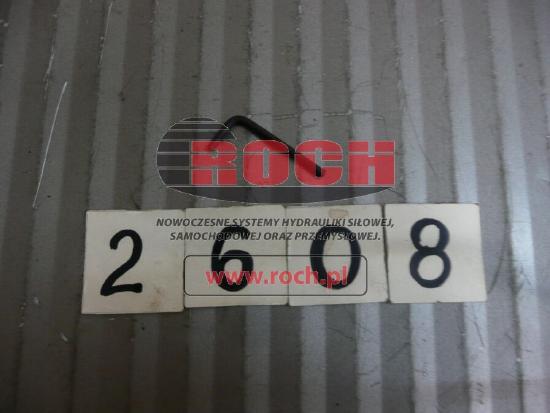 ROCH
NOWOCZESNE SYSTEMY HYDRAULIKI SIŁOWEJ,
SAMOCHODOWEJ ORAZ PRZEMYSŁOWEJ.
2 6 0 8
www.roch.pl